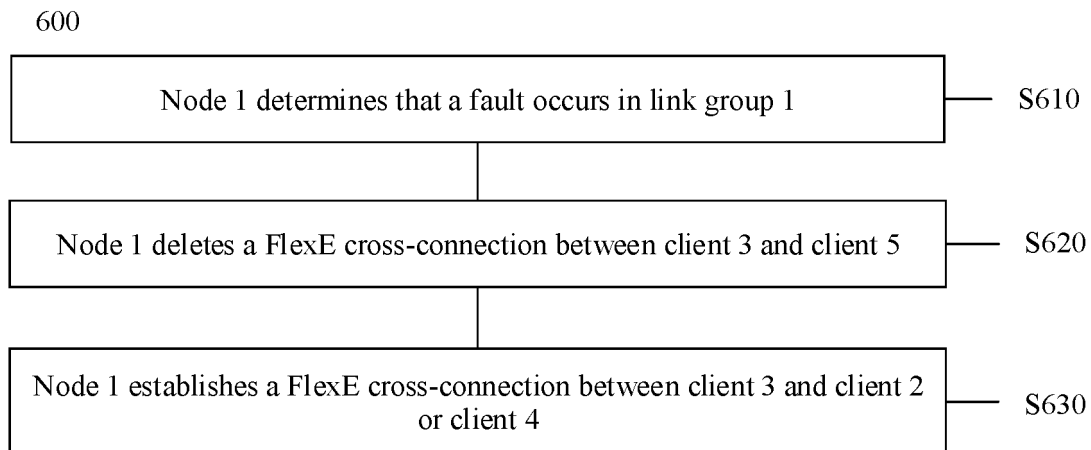 600
Node 1 determines that a fault occurs in link group 1
S610
Node 1 deletes a FlexE cross-connection between client 3 and client 5
S620
Node 1 establishes a FlexE cross-connection between client 3 and client 2
or client 4
S630